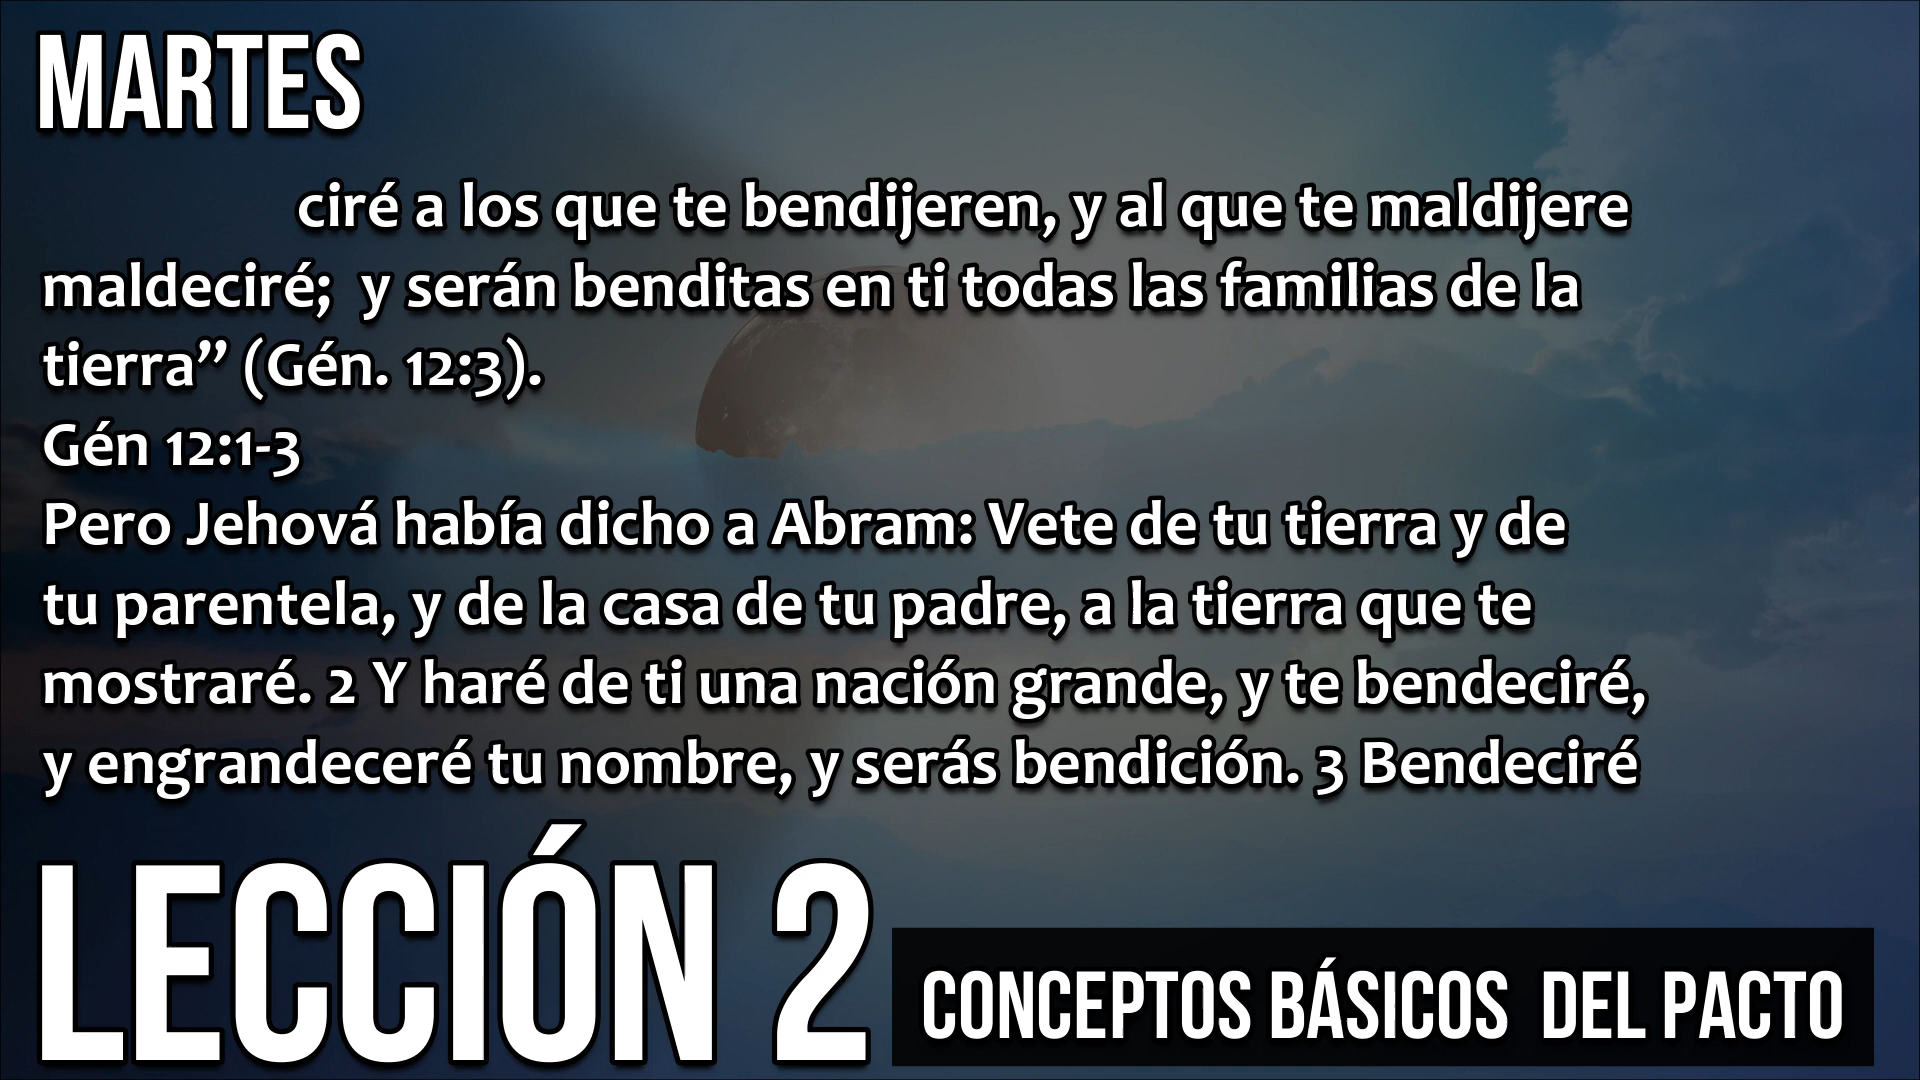 MARTES
ciré a los que te bendijeren, y al que te maldijere
maldeciré; y serán benditas en ti todas las familias de la
tierra” (Gén. 12:3).
Gén 12:1-3
Pero Jehová había dicho a Abram: Vete de tu tierra y de
tu parentela, y de la casa de tu padre, a la tierra que te
mostraré. 2 Y haré de ti una nación grande, y te bendeciré,
y engrandeceré tu nombre, y serás bendición. 3 Bendeciré
LECCIÓN 2
CONCEPTOS BÁSICOS DEL PACTO